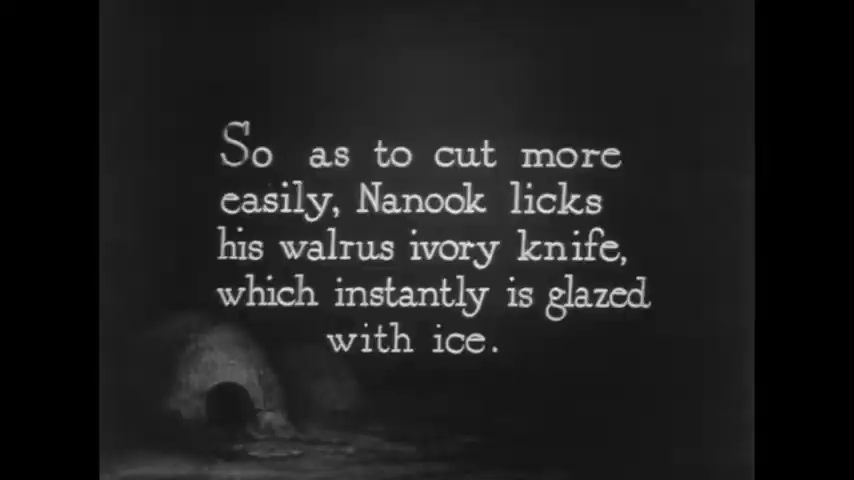 So as to cut more
easily, Nanook licks
his walrus ivory knife,
which instantly is glazed
with ice.